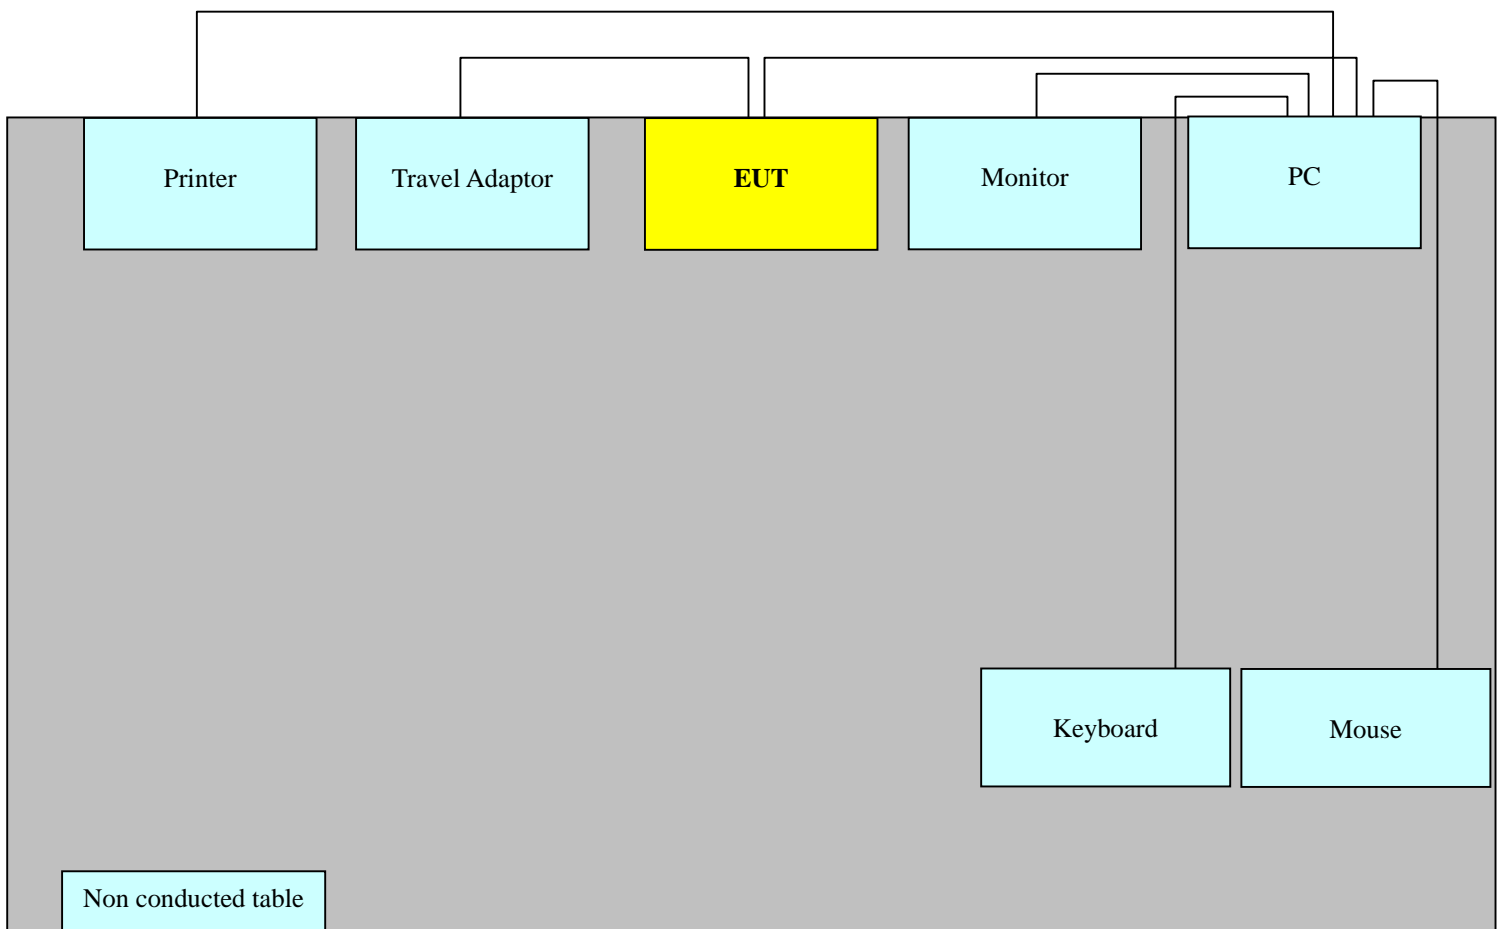 Printer
Travel Adaptor
EUT
Monitor
PC
Keyboard
Mouse
Non conducted table